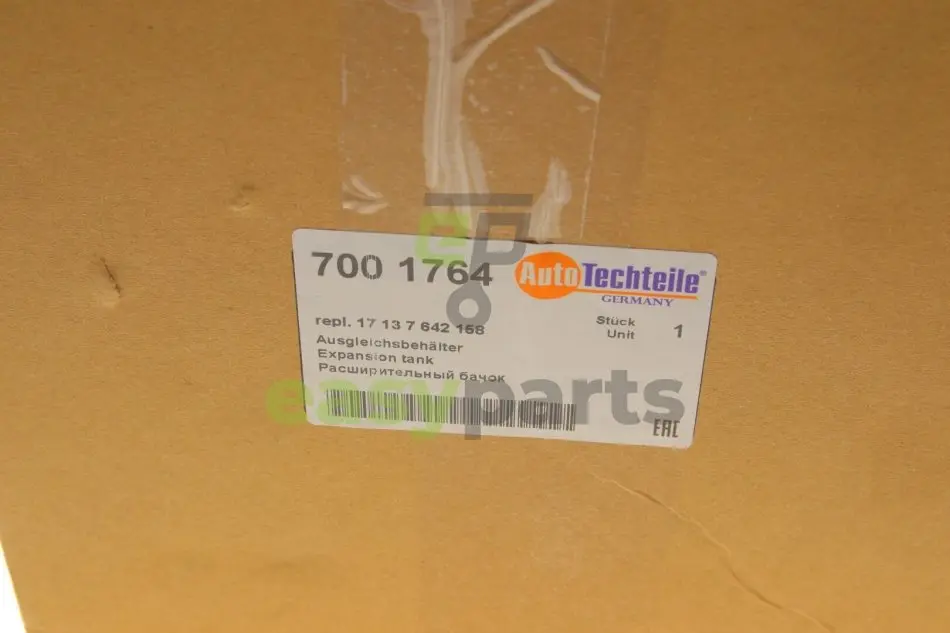 700 1764
AutoTechteile®
GERMANY
repl. 17 13 7 642 158
Stück
Unit
1
Ausgleichsbehälter
Expansion tank
Расширительный бачок
EAC
ep
easyparts